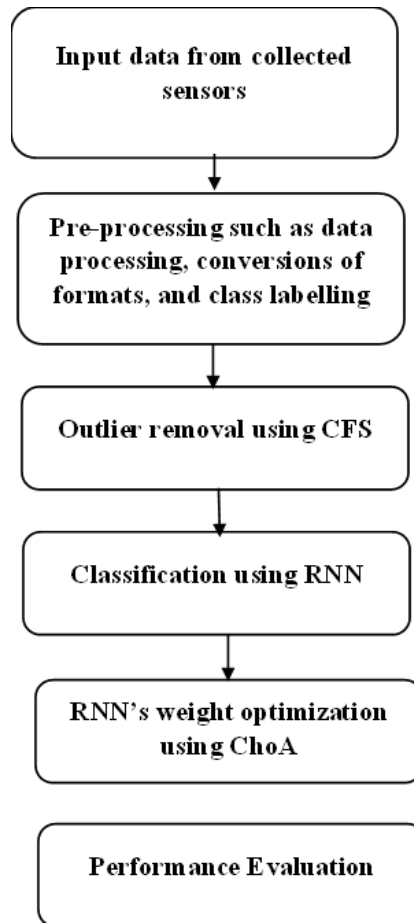 Input data from collected
sensors
Pre-processing such as data
processing, conversions of
formats, and class labelling
Outlier removal using CFS
Classification using RNN
RNN's weight optimization
using ChoA
Performance Evaluation